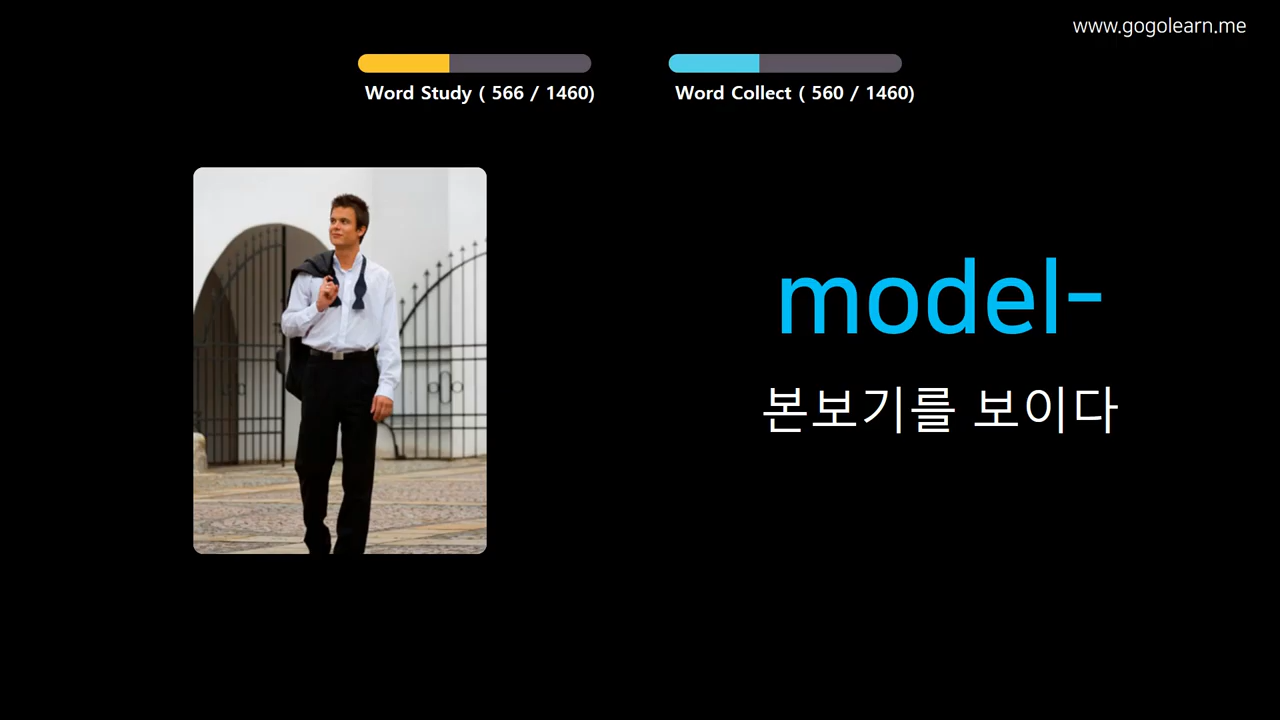 www.gogolearn.me
Word Study ( 566 / 1460)
Word Collect ( 560 / 1460)
model-
본보기를 보이다